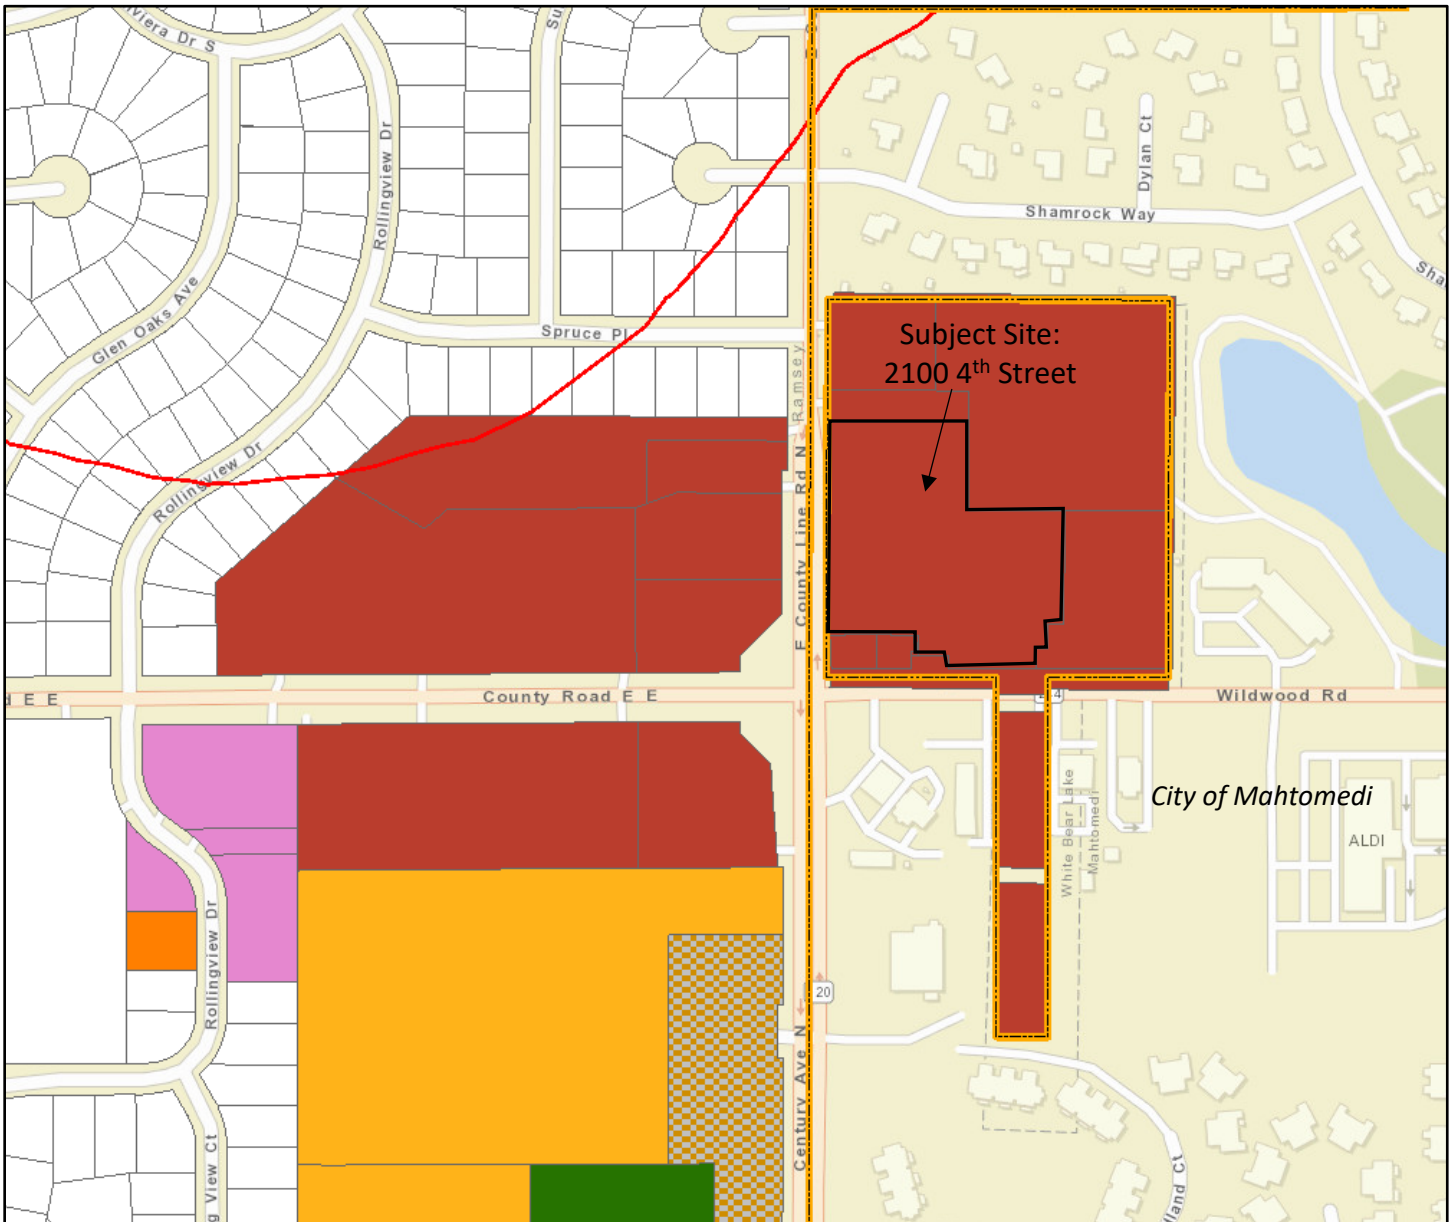 viera Dr S
Su
Rollingview Dr
Dylan Ct
Shamrock Way
Sha
Glen Oaks Ave
Spruce Pl
Ramsey
Subject Site:
2100 4th Street
Rollingview Dr
F County Line Rd N
d E E
County Road E E
Wildwood Rd
City of Mahtomedi
White Bear Lake
Mahtomedi
ALDI
Rollingview Dr
20
Century Ave N
g View Ct
lland Ct